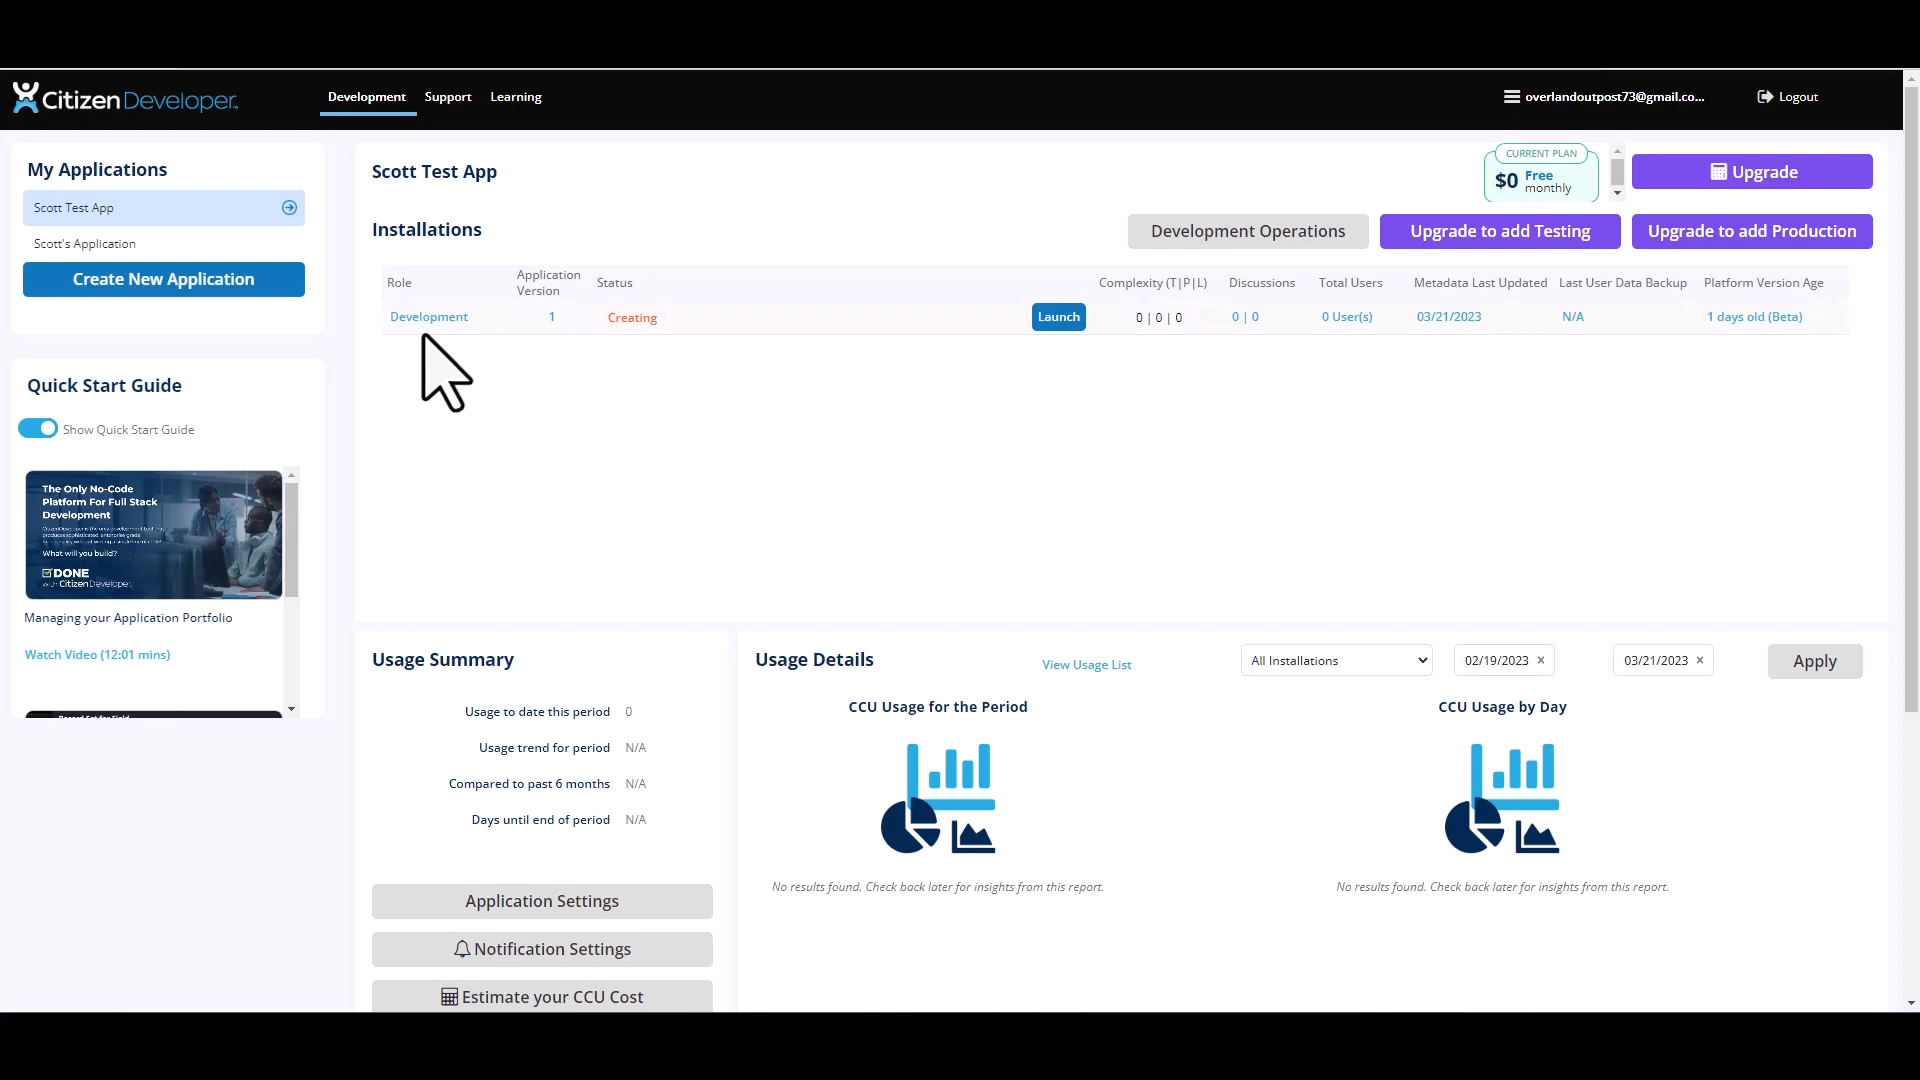 CitizenDeveloper
Development Support Learning
overlandoutpost73@gmail.co...
Logout
My Applications
Scott Test App
Scott's Application
Create New Application
Quick Start Guide
Show Quick Start Guide
The Only No-Code
Platform For Full Stack
Development
What will you build?
DONE
with CitizenDeveloper
Managing your Application Portfolio
Watch Video (12:01 mins)
Scott Test App
CURRENT PLAN
$0 Free
monthly
Upgrade
Installations
Development Operations
Upgrade to add Testing
Upgrade to add Production
Role Application Version Status Complexity (T|P|L) Discussions Total Users Metadata Last Updated Last User Data Backup Platform Version Age
Development 1 Creating Launch 0 | 0 | 0 0 | 0 0 User(s) 03/21/2023 N/A 1 days old (Beta)
Usage Summary
Usage to date this period 0
Usage trend for period N/A
Compared to past 6 months N/A
Days until end of period N/A
Application Settings
Notification Settings
Estimate your CCU Cost
Usage Details
View Usage List
All Installations
02/19/2023 ×
03/21/2023 ×
Apply
CCU Usage for the Period
No results found. Check back later for insights from this report.
CCU Usage by Day
No results found. Check back later for insights from this report.